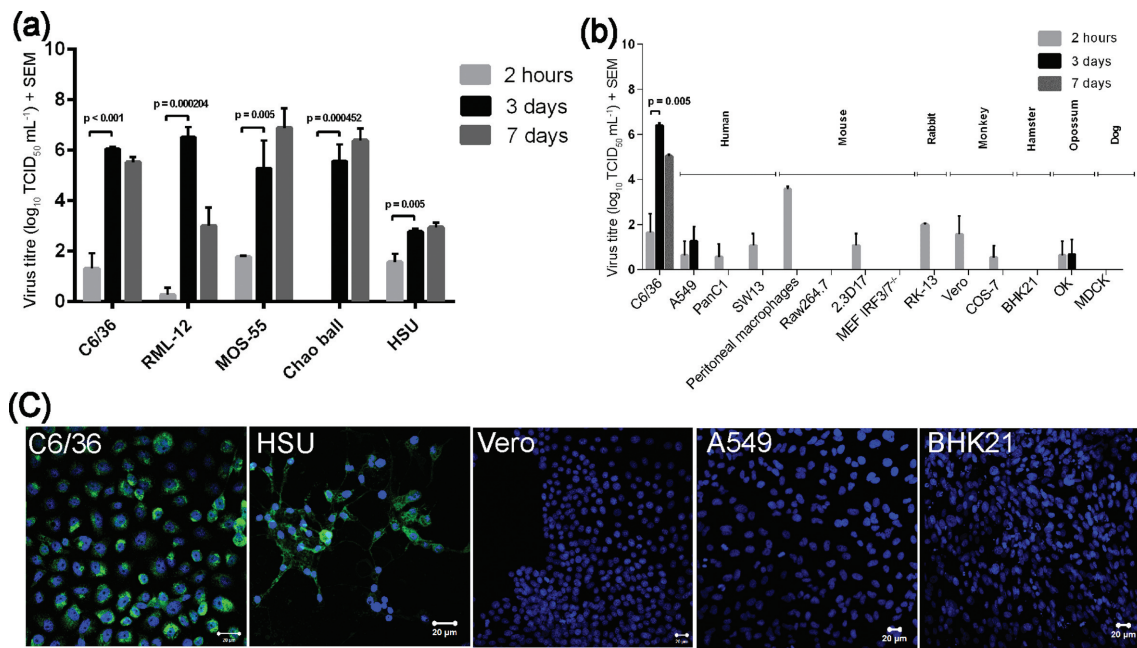 (a)
Virus titre (log10 TCID50 mL-1) + SEM
10
8
6
4
2
0
p < 0.001
p = 0.000204
p = 0.005
p = 0.000452
p = 0.005
2 hours
3 days
7 days
C6/36
RML-12
MOS-55
Chao ball
HSU
(b)
Virus titre (log10 TCID50 mL-1) + SEM
10
8
6
4
2
0
2 hours
3 days
7 days
p = 0.005
Human
Mouse
Rabbit
Monkey
Hamster
Opossum
Dog
C6/36
A549
PanC1
SW13
Peritoneal macrophages
Raw264.7
2.3D17
MEF IRF3/7-/-
RK-13
Vero
COS-7
BHK21
OK
MDCK
(C)
C6/36
HSU
Vero
A549
BHK21
20 µm
20 µm
20 µm
20 µm
20 µm